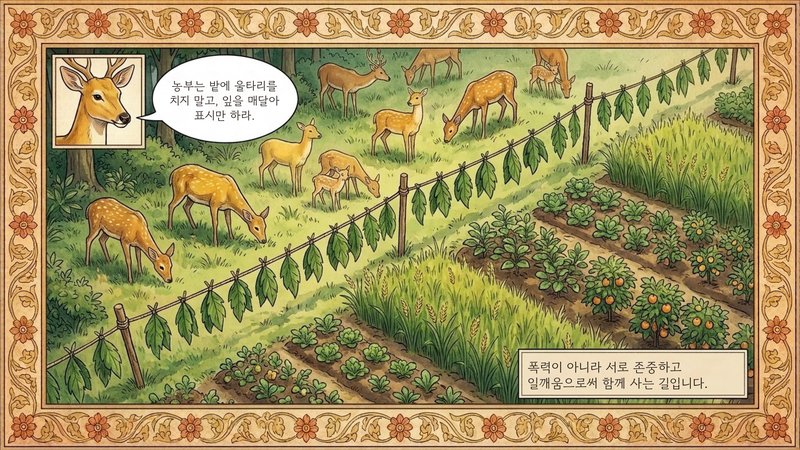 농부는 밭에 울타리를
치지 말고, 잎을 매달아
표시만 하라.
폭력이 아니라 서로 존중하고
일깨움으로써 함께 사는 길입니다.